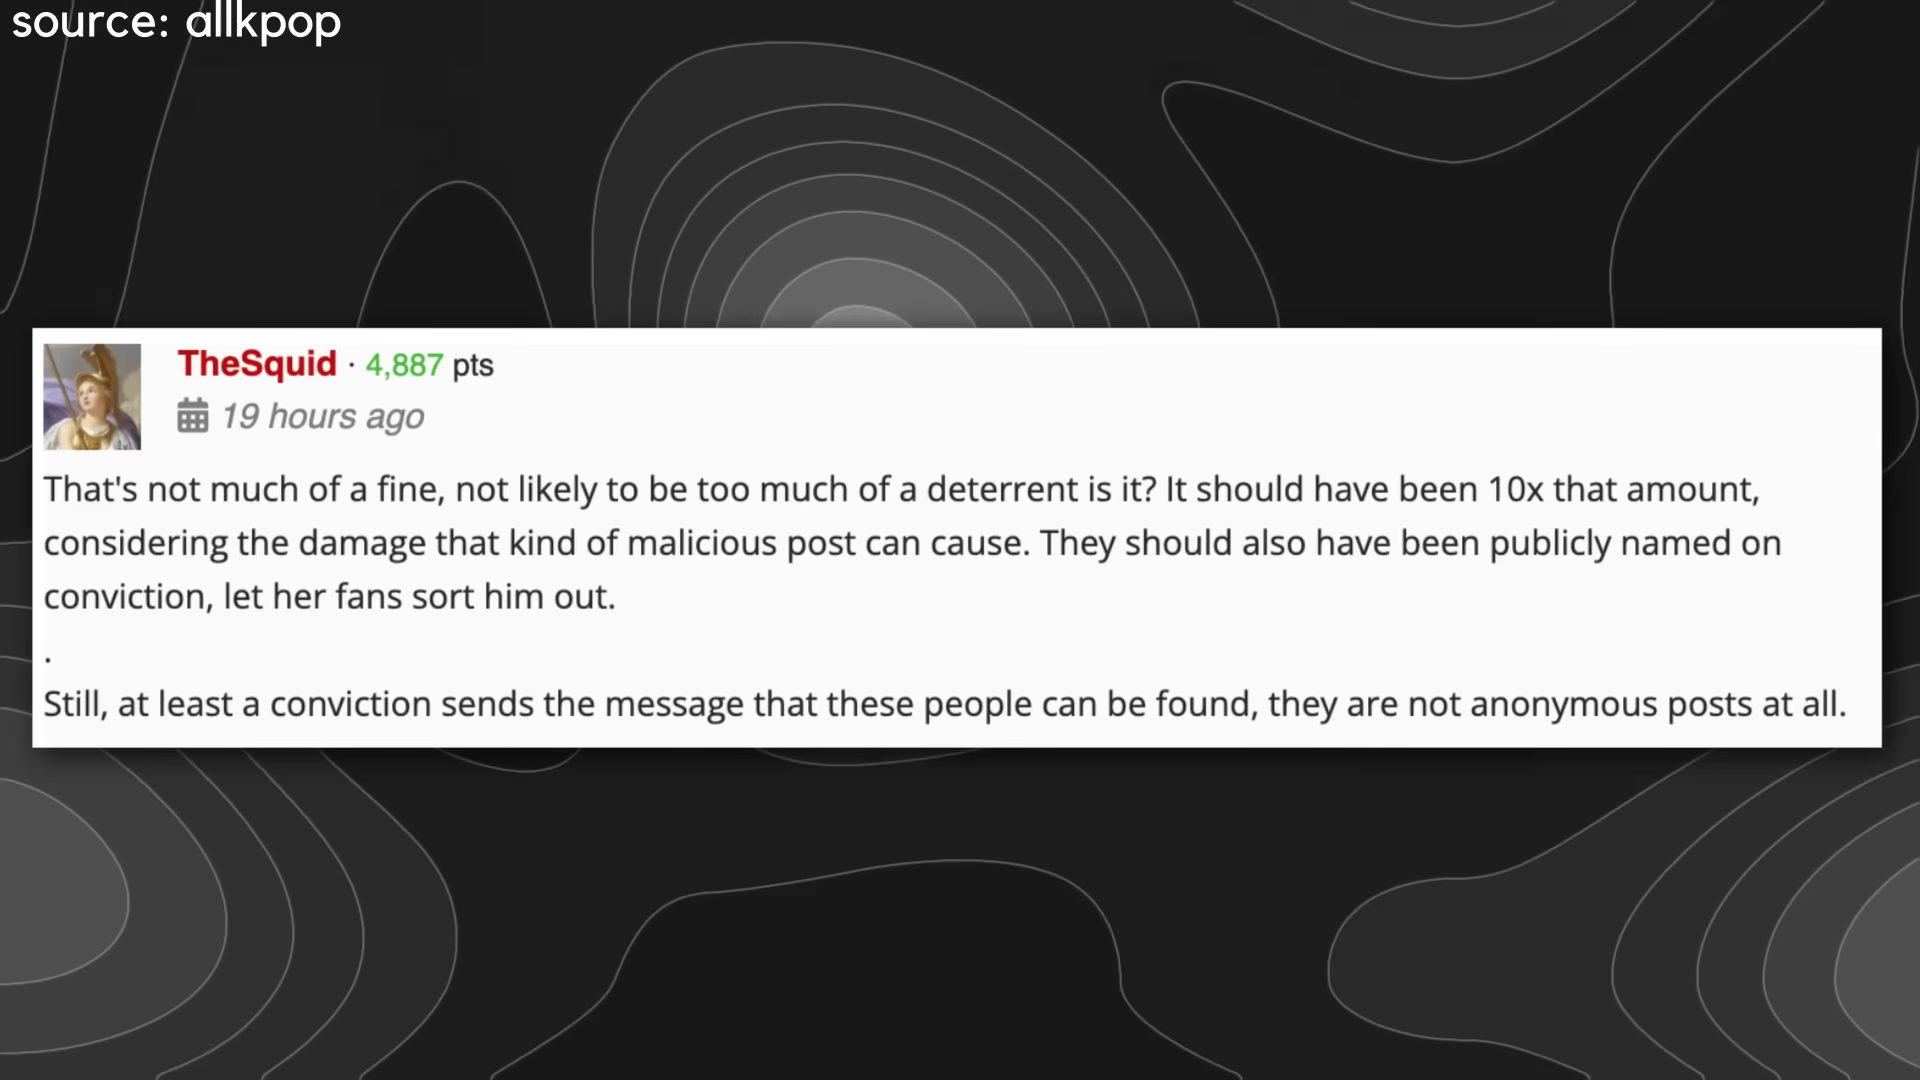 source: allkpop
TheSquid · 4,887 pts
19 hours ago
That's not much of a fine, not likely to be too much of a deterrent is it? It should have been 10x that amount,
considering the damage that kind of malicious post can cause. They should also have been publicly named on
conviction, let her fans sort him out.
.
Still, at least a conviction sends the message that these people can be found, they are not anonymous posts at all.